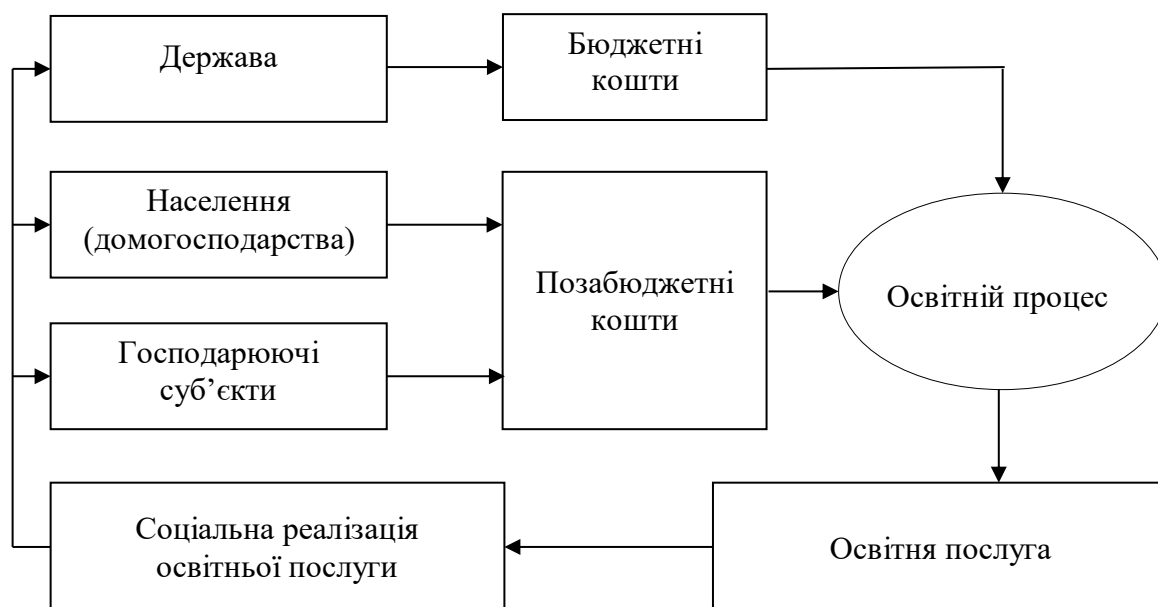 Держава
Бюджетні
кошти
Населення
(домогосподарства)
Позабюджетні
кошти
Освітній процес
Господарюючі
суб’єкти
Соціальна реалізація
освітньої послуги
Освітня послуга